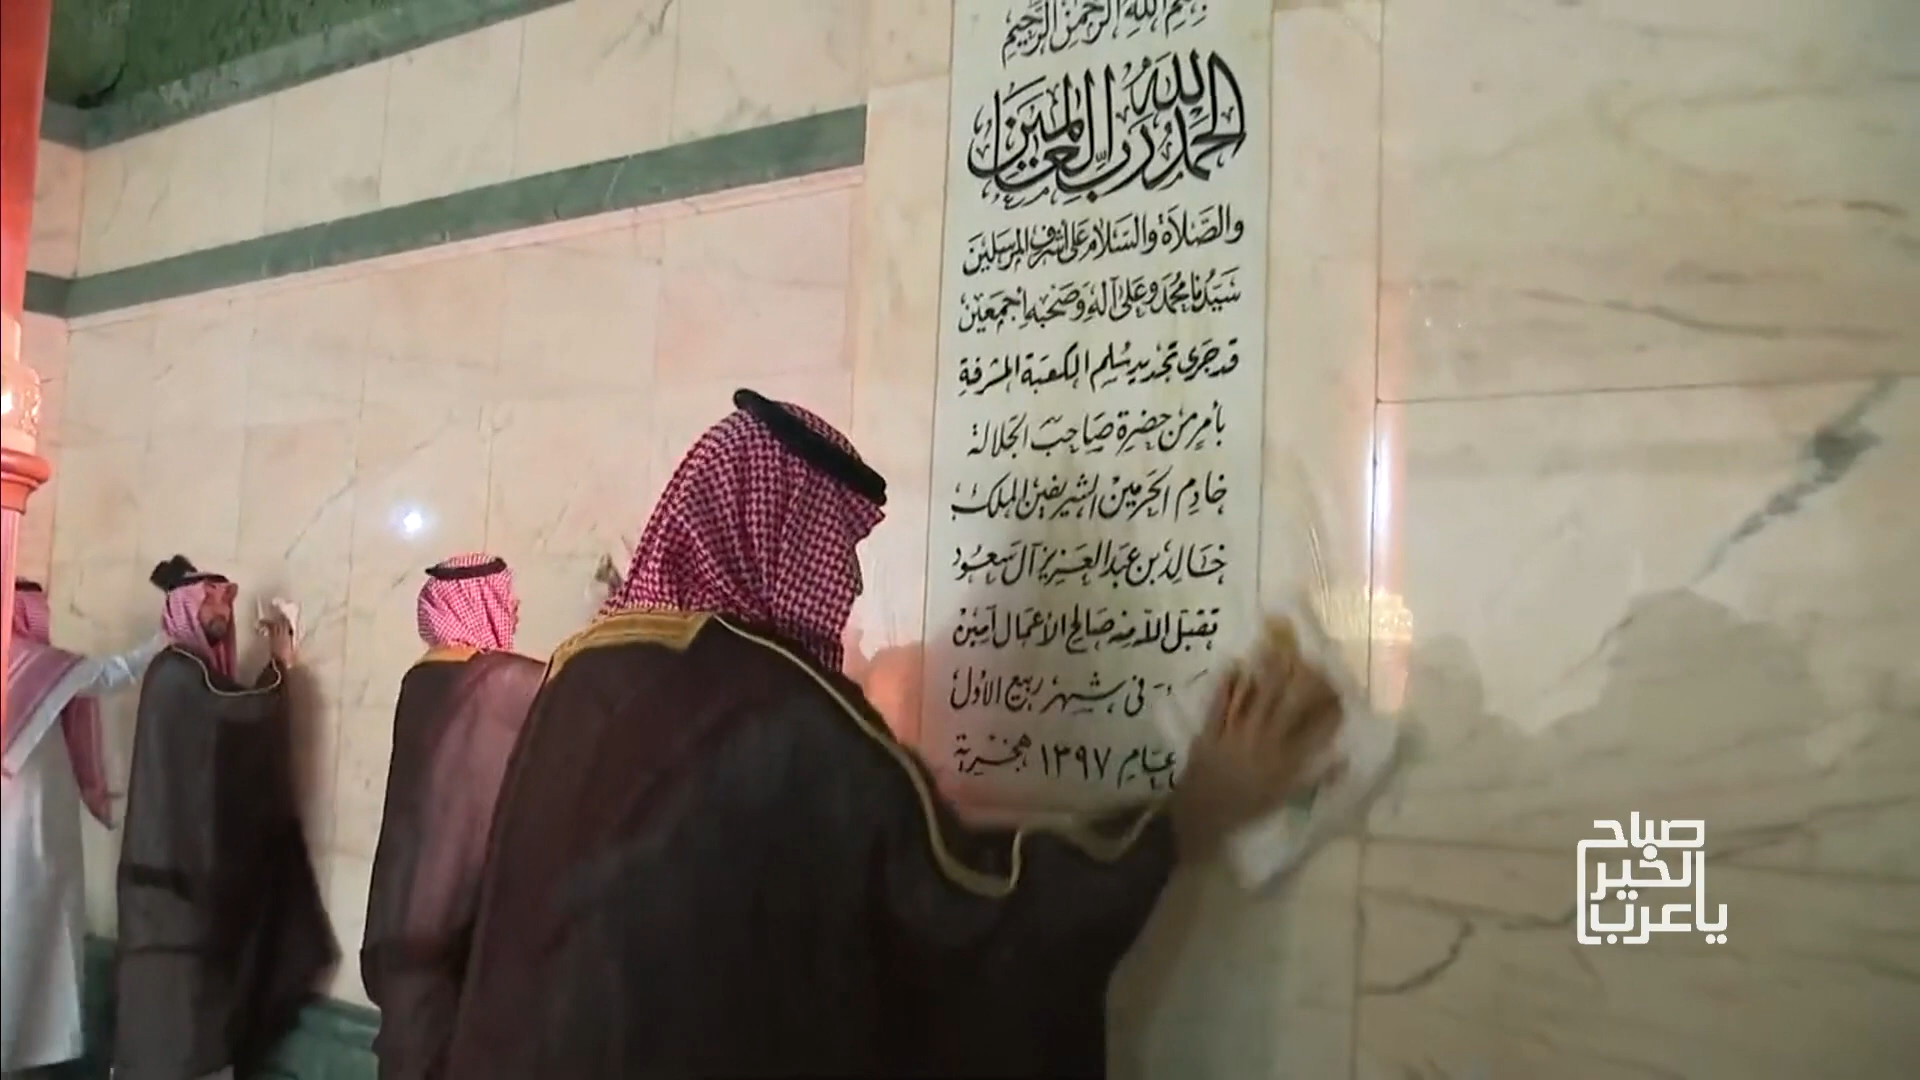 بسم الله الرحمن الرحيم
الحمد لله رب العالمين
والصلاة والسلام على أشرف المرسلين
سيدنا محمد وعلى آله وصحبه أجمعين
قد جرى تجديد سلم الكعبة المشرفة
بأمر من حضرة صاحب الجلالة
خادم الحرمين الشريفين الملك
خالد بن عبد العزيز آل سعود
تقبل الله منه صالح الأعمال آمين
في شهر ربيع الأول
عام ١٣٩٧ هجرية
صباح
الخير
يا عرب